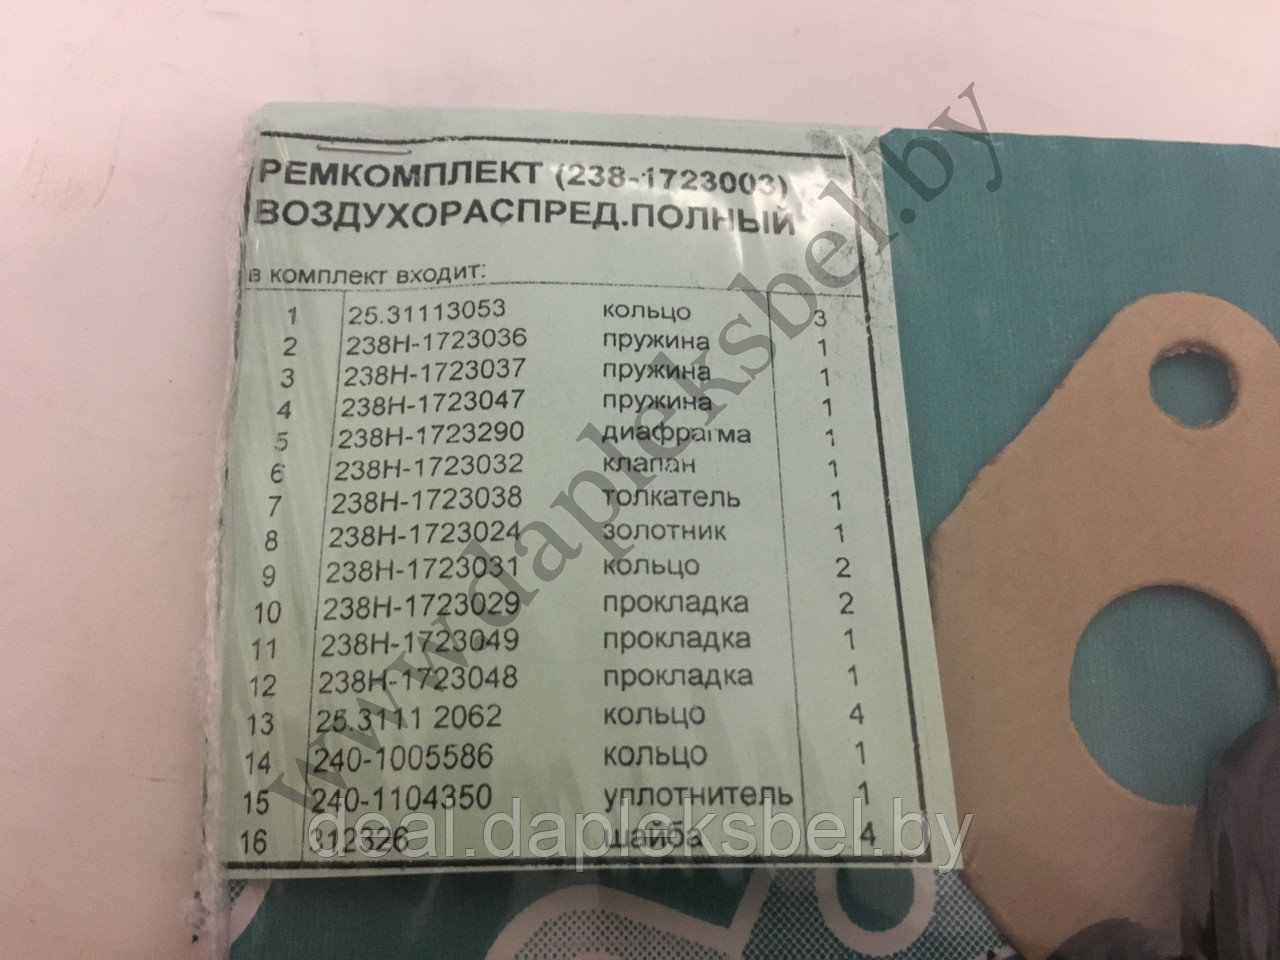 РЕМКОМПЛЕКТ (238-1723003)
ВОЗДУХОРАСПРЕД.ПОЛНЫЙ
в комплект входит:
1 25.31113053 кольцо 3
2 238Н-1723036 пружина 1
3 238Н-1723037 пружина 1
4 238Н-1723047 пружина 1
5 238Н-1723290 диафрагма 1
6 238Н-1723032 клапан 1
7 238Н-1723038 толкатель 1
8 238Н-1723024 золотник 1
9 238Н-1723031 кольцо 2
10 238Н-1723029 прокладка 2
11 238Н-1723049 прокладка 1
12 238Н-1723048 прокладка 1
13 25.3111 2062 кольцо 4
14 240-1005586 кольцо 1
15 240-1104350 уплотнитель 1
16 312326 шайба 4
www.dapleksbel.by
deal.dapleksbel.by